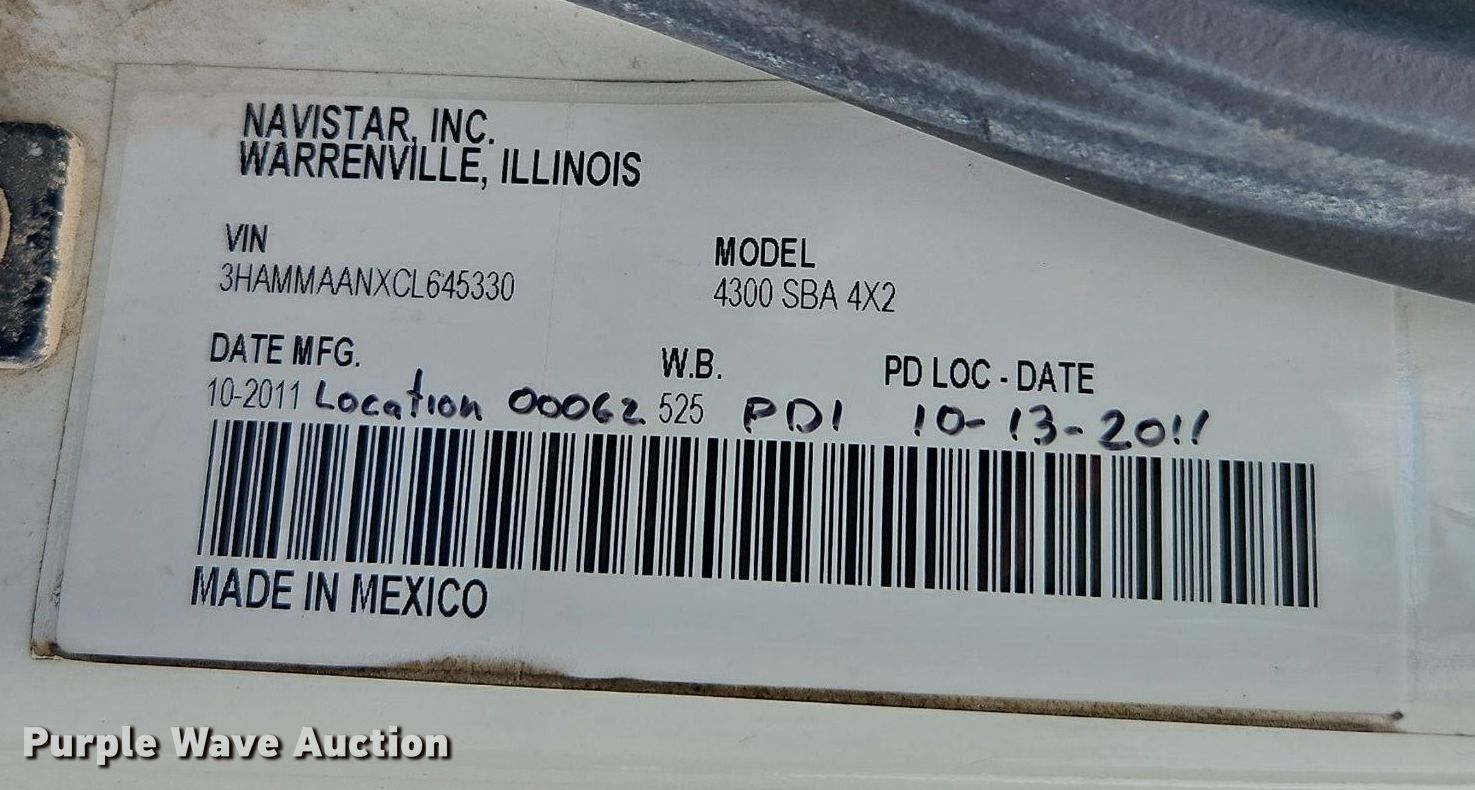 NAVISTAR, INC.
WARRENVILLE, ILLINOIS
VIN
3HAMMAANXCL645330
MODEL
4300 SBA 4X2
DATE MFG.
W.B.
PD LOC - DATE
10-2011 Location 00062 525 PDI 10-13-2011
MADE IN MEXICO
Purple Wave Auction